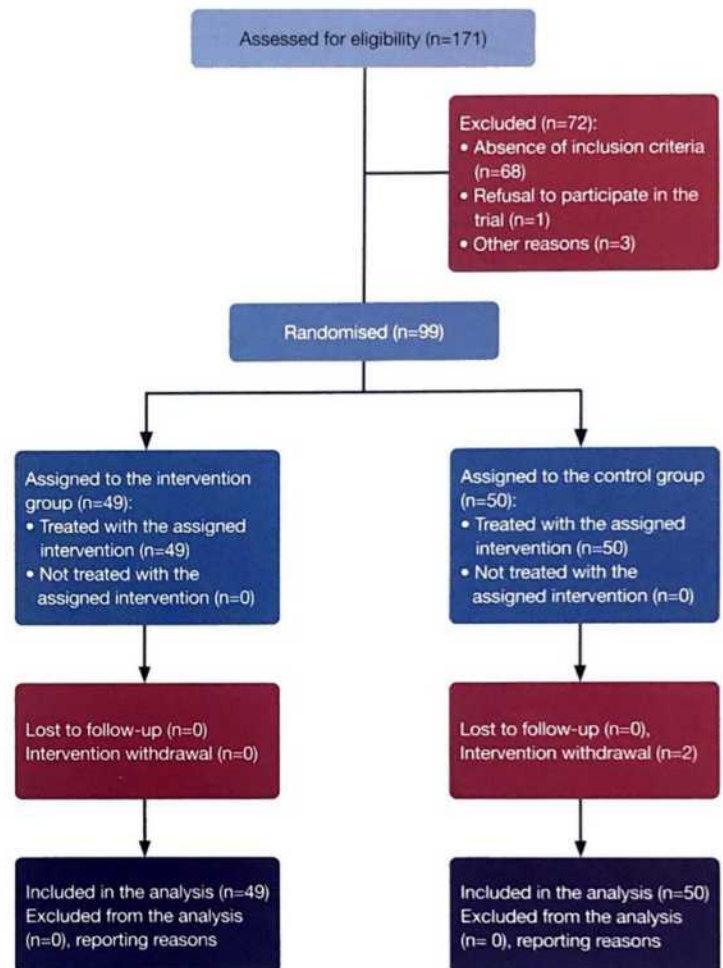 Assessed for eligibility (n=171)
Excluded (n=72):
• Absence of inclusion criteria
(n=68)
• Refusal to participate in the
trial (n=1)
• Other reasons (n=3)
Randomised (n=99)
Assigned to the intervention
group (n=49):
• Treated with the assigned
intervention (n=49)
• Not treated with the
assigned intervention (n=0)
Assigned to the control group
(n=50):
• Treated with the assigned
intervention (n=50)
• Not treated with the
assigned intervention (n=0)
Lost to follow-up (n=0)
Intervention withdrawal (n=0)
Lost to follow-up (n=0),
Intervention withdrawal (n=2)
Included in the analysis (n=49)
Excluded from the analysis
(n=0), reporting reasons
Included in the analysis (n=50)
Excluded from the analysis
(n= 0), reporting reasons